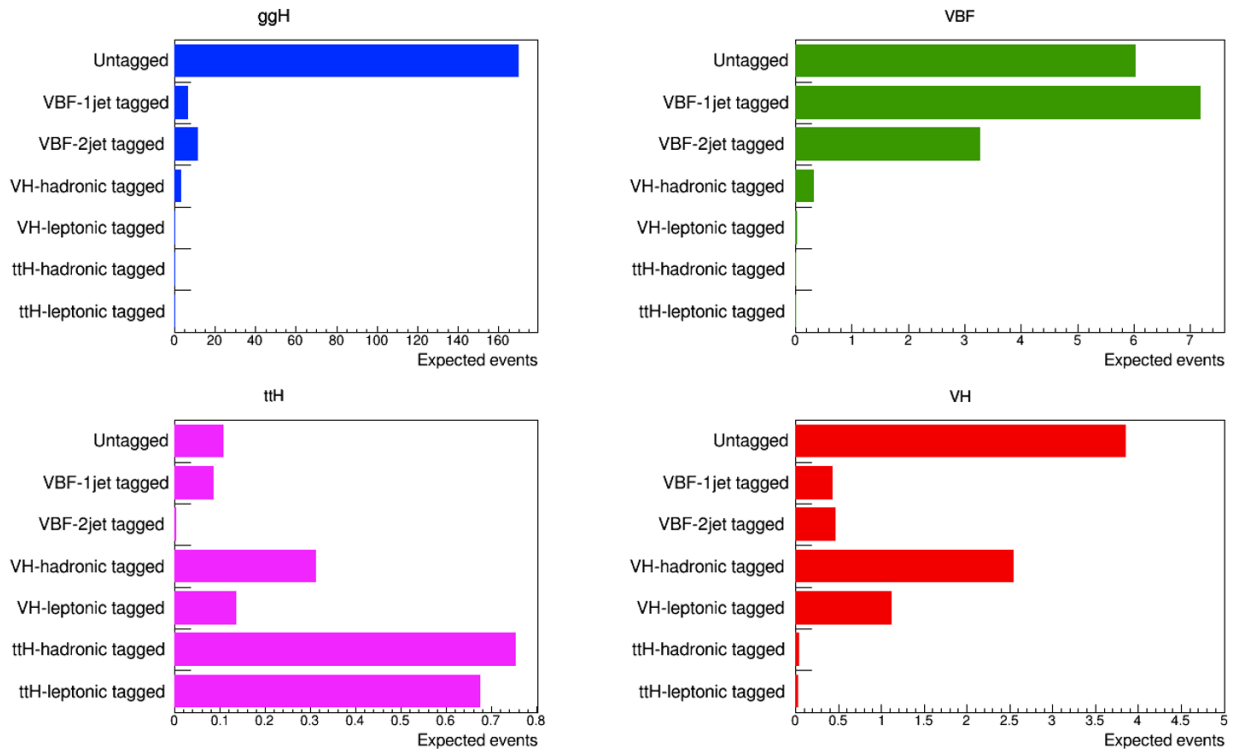 ggH
Untagged
VBF-1jet tagged
VBF-2jet tagged
VH-hadronic tagged
VH-leptonic tagged
ttH-hadronic tagged
ttH-leptonic tagged
0 20 40 60 80 100 120 140 160
Expected events
VBF
Untagged
VBF-1jet tagged
VBF-2jet tagged
VH-hadronic tagged
VH-leptonic tagged
ttH-hadronic tagged
ttH-leptonic tagged
0 1 2 3 4 5 6 7
Expected events
ttH
Untagged
VBF-1jet tagged
VBF-2jet tagged
VH-hadronic tagged
VH-leptonic tagged
ttH-hadronic tagged
ttH-leptonic tagged
0 0.1 0.2 0.3 0.4 0.5 0.6 0.7 0.8
Expected events
VH
Untagged
VBF-1jet tagged
VBF-2jet tagged
VH-hadronic tagged
VH-leptonic tagged
ttH-hadronic tagged
ttH-leptonic tagged
0 0.5 1 1.5 2 2.5 3 3.5 4 4.5 5
Expected events